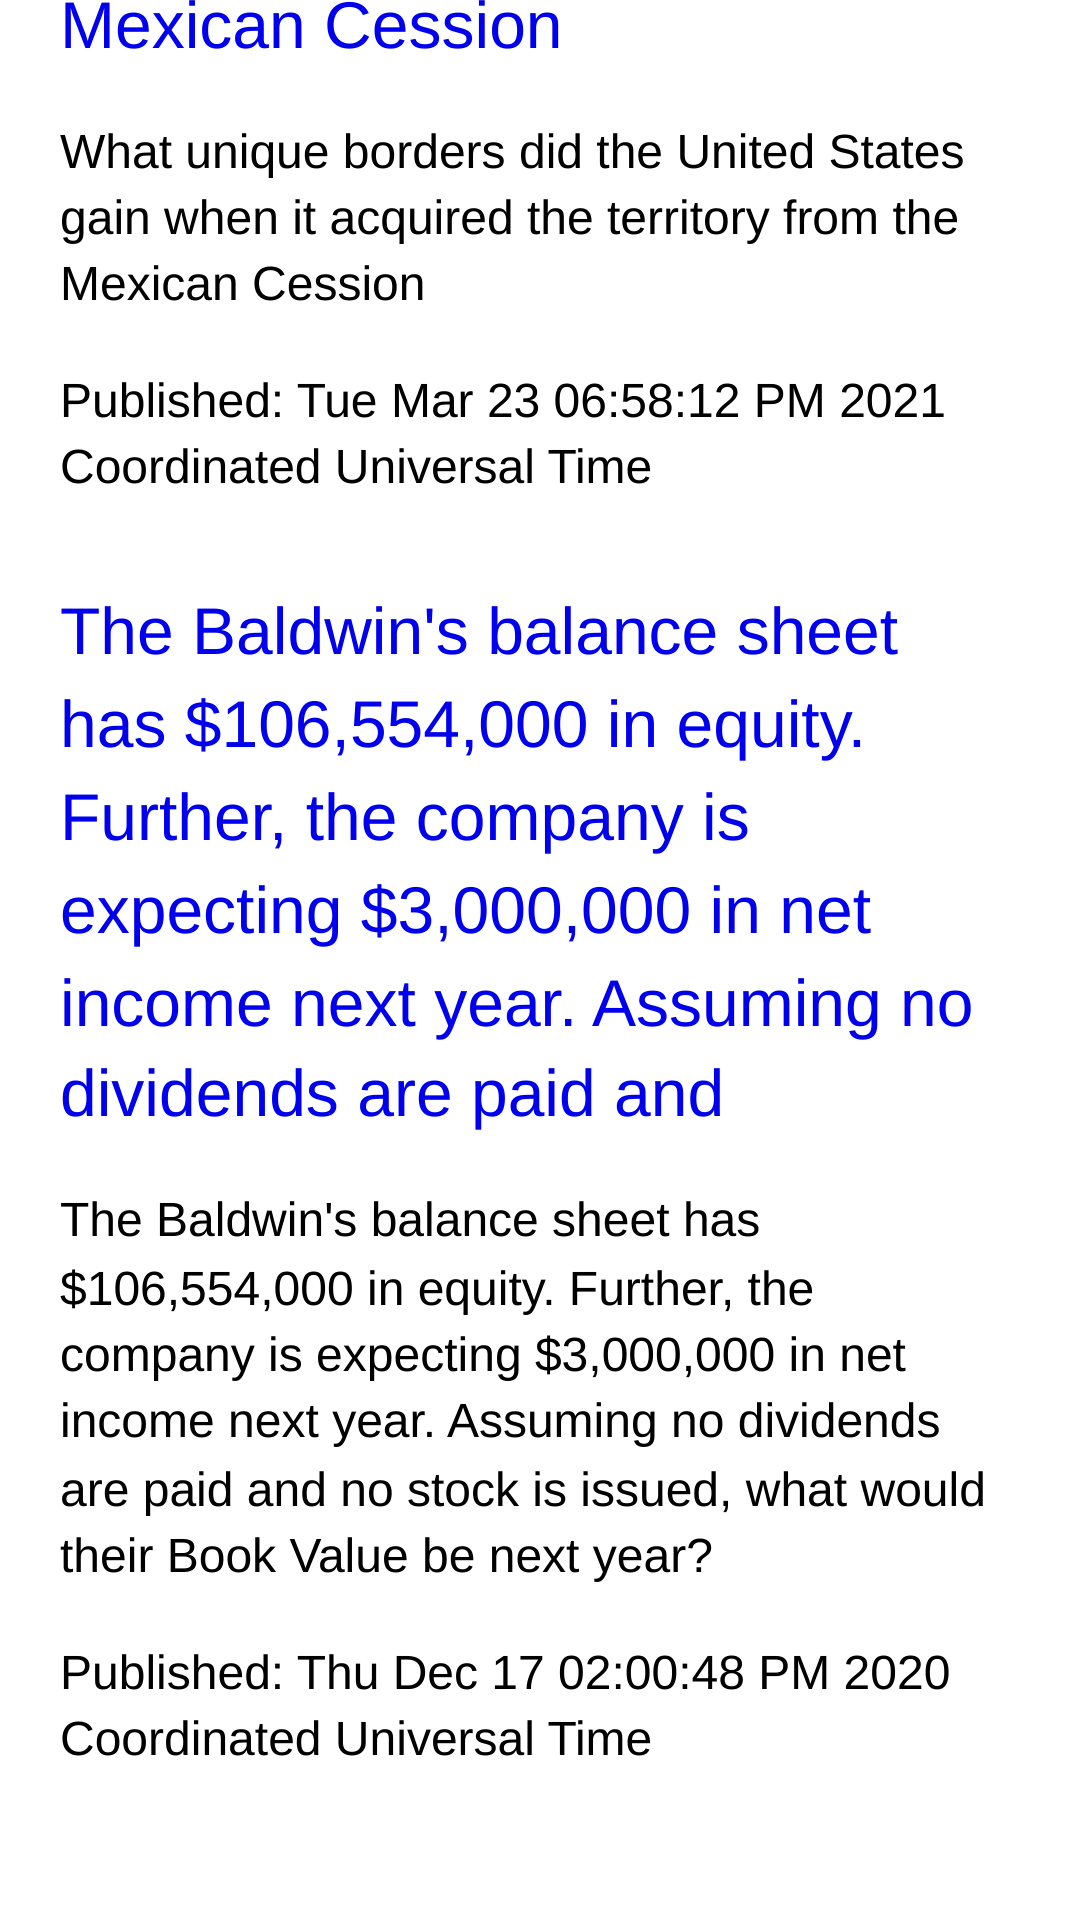 Mexican Cession
What unique borders did the United States
gain when it acquired the territory from the
Mexican Cession
Published: Tue Mar 23 06:58:12 PM 2021
Coordinated Universal Time
The Baldwin's balance sheet
has $106,554,000 in equity.
Further, the company is
expecting $3,000,000 in net
income next year. Assuming no
dividends are paid and
The Baldwin's balance sheet has
$106,554,000 in equity. Further, the
company is expecting $3,000,000 in net
income next year. Assuming no dividends
are paid and no stock is issued, what would
their Book Value be next year?
Published: Thu Dec 17 02:00:48 PM 2020
Coordinated Universal Time